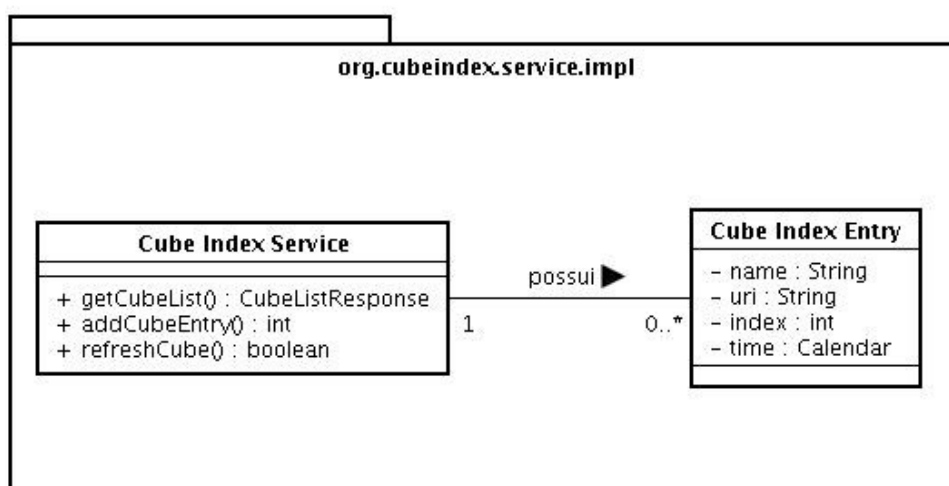 org.cubeindex.service.impl
Cube Index Service
+ getCubeList() : CubeListResponse
+ addCubeEntry() : int
+ refreshCube() : boolean
possui
1
0..*
Cube Index Entry
- name : String
- uri : String
- index : int
- time : Calendar